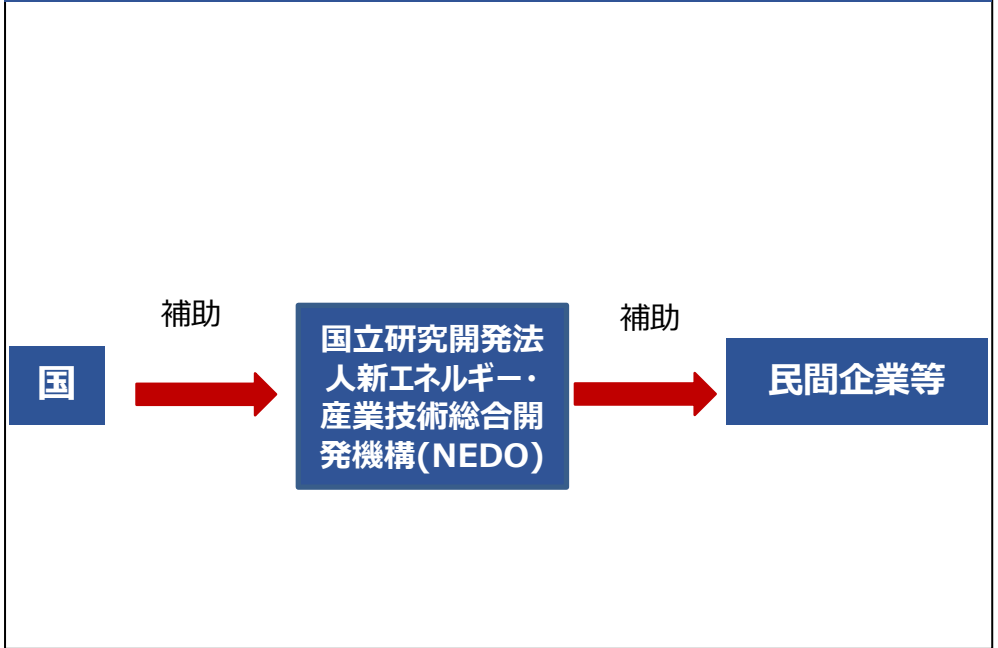 補助
補助
国
国立研究開発法
人新エネルギー・
産業技術総合開
発機構(NEDO)
民間企業等